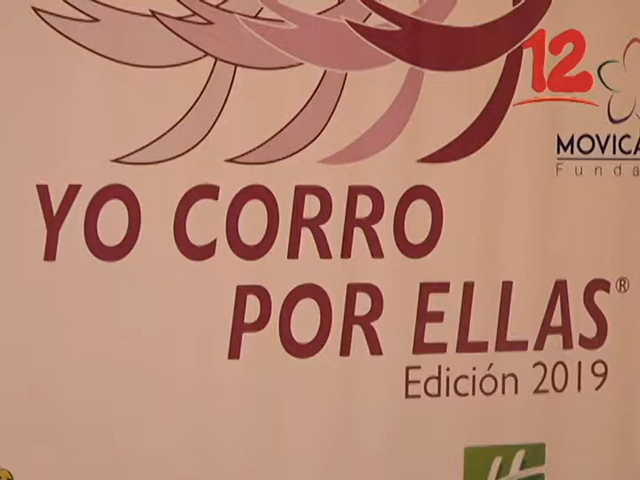 12
MOVICA
Funda
YO CORRO
POR ELLAS®
Edición 2019
H